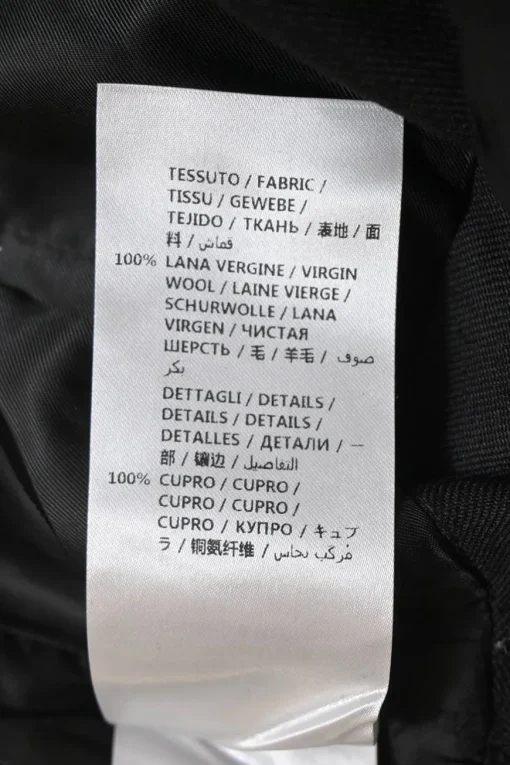 TESSUTO / FABRIC /
TISSU / GEWEBE /
TEJIDO / ТКАНЬ / 表地 / 面
料 / قماش
100% LANA VERGINE / VIRGIN
WOOL / LAINE VIERGE /
SCHURWOLLE / LANA
VIRGEN / ЧИСТАЯ
ШЕРСТЬ / 毛 / 羊毛 / صوف
بكر
DETTAGLI / DETAILS /
DETAILS / DETAILS /
DETALLES / ДЕТАЛИ / 一
部 / 镶边 / التفاصيل
100% CUPRO / CUPRO /
CUPRO / CUPRO /
CUPRO / КУПРО / キュプ
ラ / 铜氨纤维 / مُركب نحاس